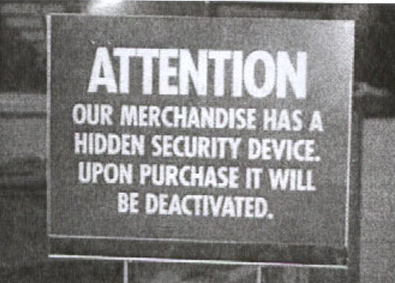 ATTENTION
OUR MERCHANDISE HAS A
HIDDEN SECURITY DEVICE.
UPON PURCHASE IT WILL
BE DEACTIVATED.